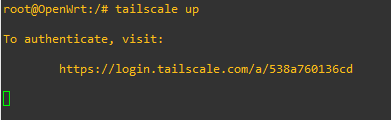 root@OpenWrt:/# tailscale up
To authenticate, visit:
https://login.tailscale.com/a/538a760136cd